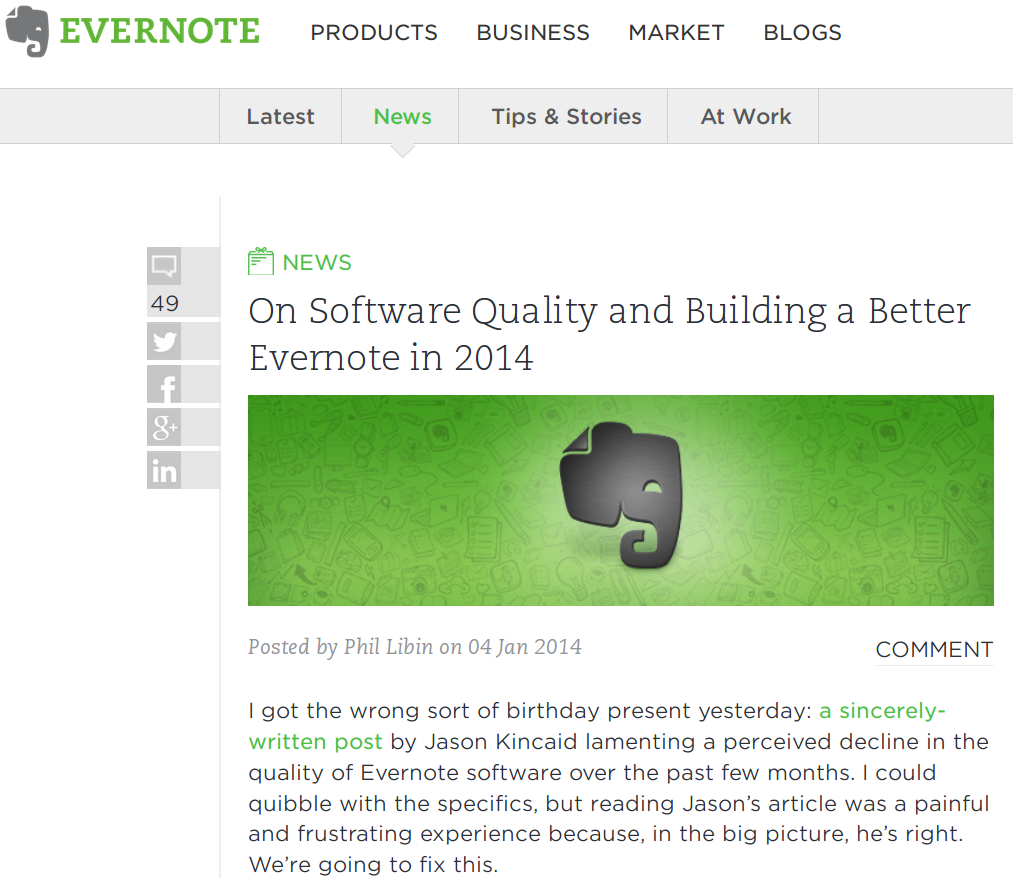 EVERNOTE
PRODUCTS BUSINESS MARKET BLOGS
Latest News Tips & Stories At Work
49
g+
in
NEWS
On Software Quality and Building a Better
Evernote in 2014
Posted by Phil Libin on 04 Jan 2014
COMMENT
I got the wrong sort of birthday present yesterday: a sincerely-
written post by Jason Kincaid lamenting a perceived decline in the
quality of Evernote software over the past few months. I could
quibble with the specifics, but reading Jason’s article was a painful
and frustrating experience because, in the big picture, he’s right.
We’re going to fix this.